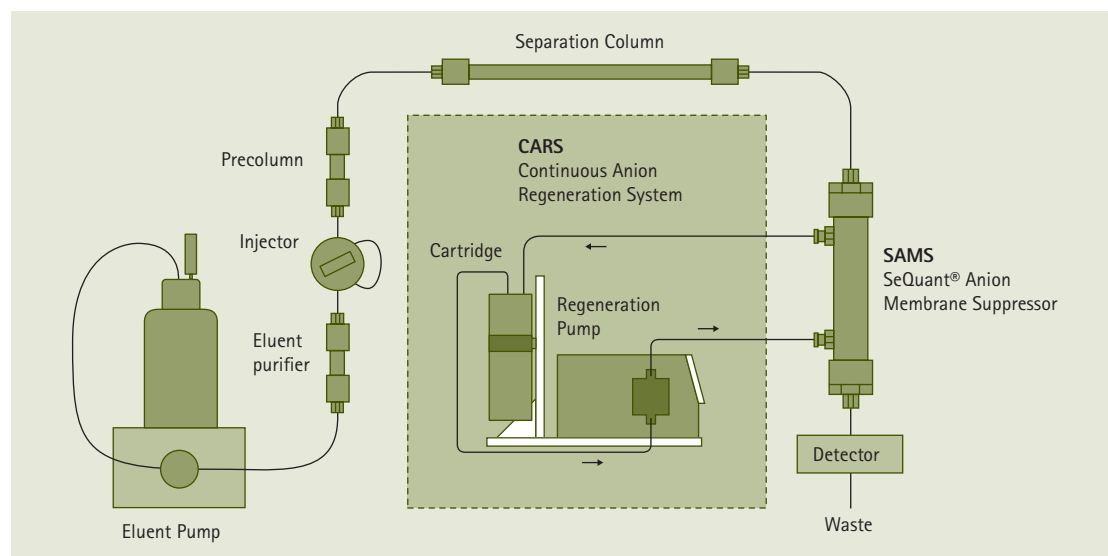 Separation Column
CARS
Continuous Anion
Regeneration System
Precolumn
Injector
Cartridge
SAMS
SeQuant® Anion
Membrane Suppressor
Regeneration
Pump
Eluent
purifier
Detector
Waste
Eluent Pump